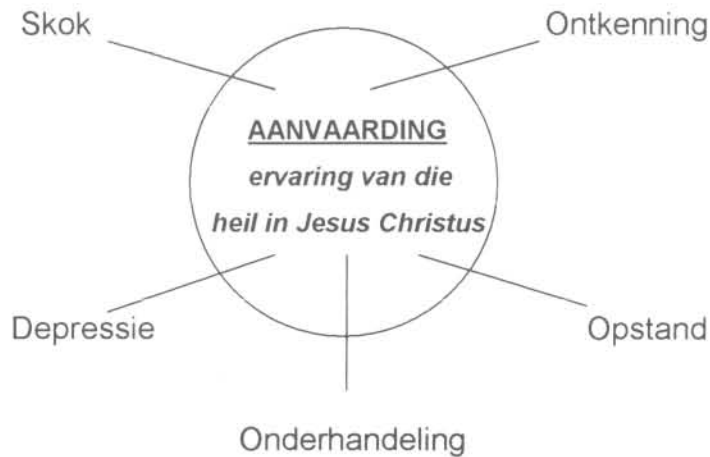 Skok
Ontkenning
AANVAARDING
ervaring van die
heil in Jesus Christus
Depressie
Opstand
Onderhandeling